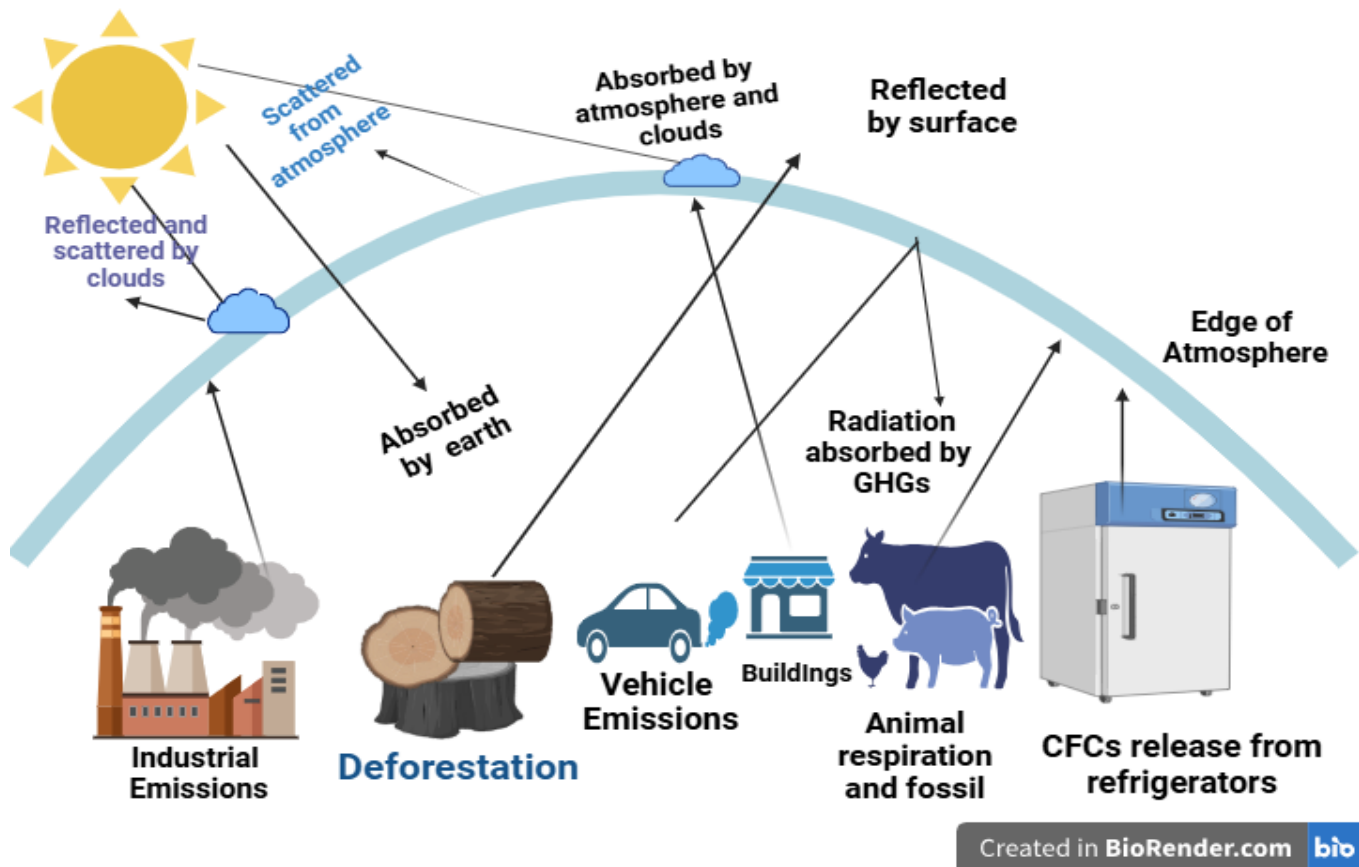 Scattered
from
atmosphere
Absorbed by
atmosphere and
clouds
Reflected
by surface
Reflected and
scattered by
clouds
Edge of
Atmosphere
Absorbed
by earth
Radiation
absorbed by
GHGs
Industrial
Emissions
Deforestation
Vehicle
Emissions
BuildIngs
Animal
respiration
and fossil
CFCs release from
refrigerators
Created in BioRender.com bio